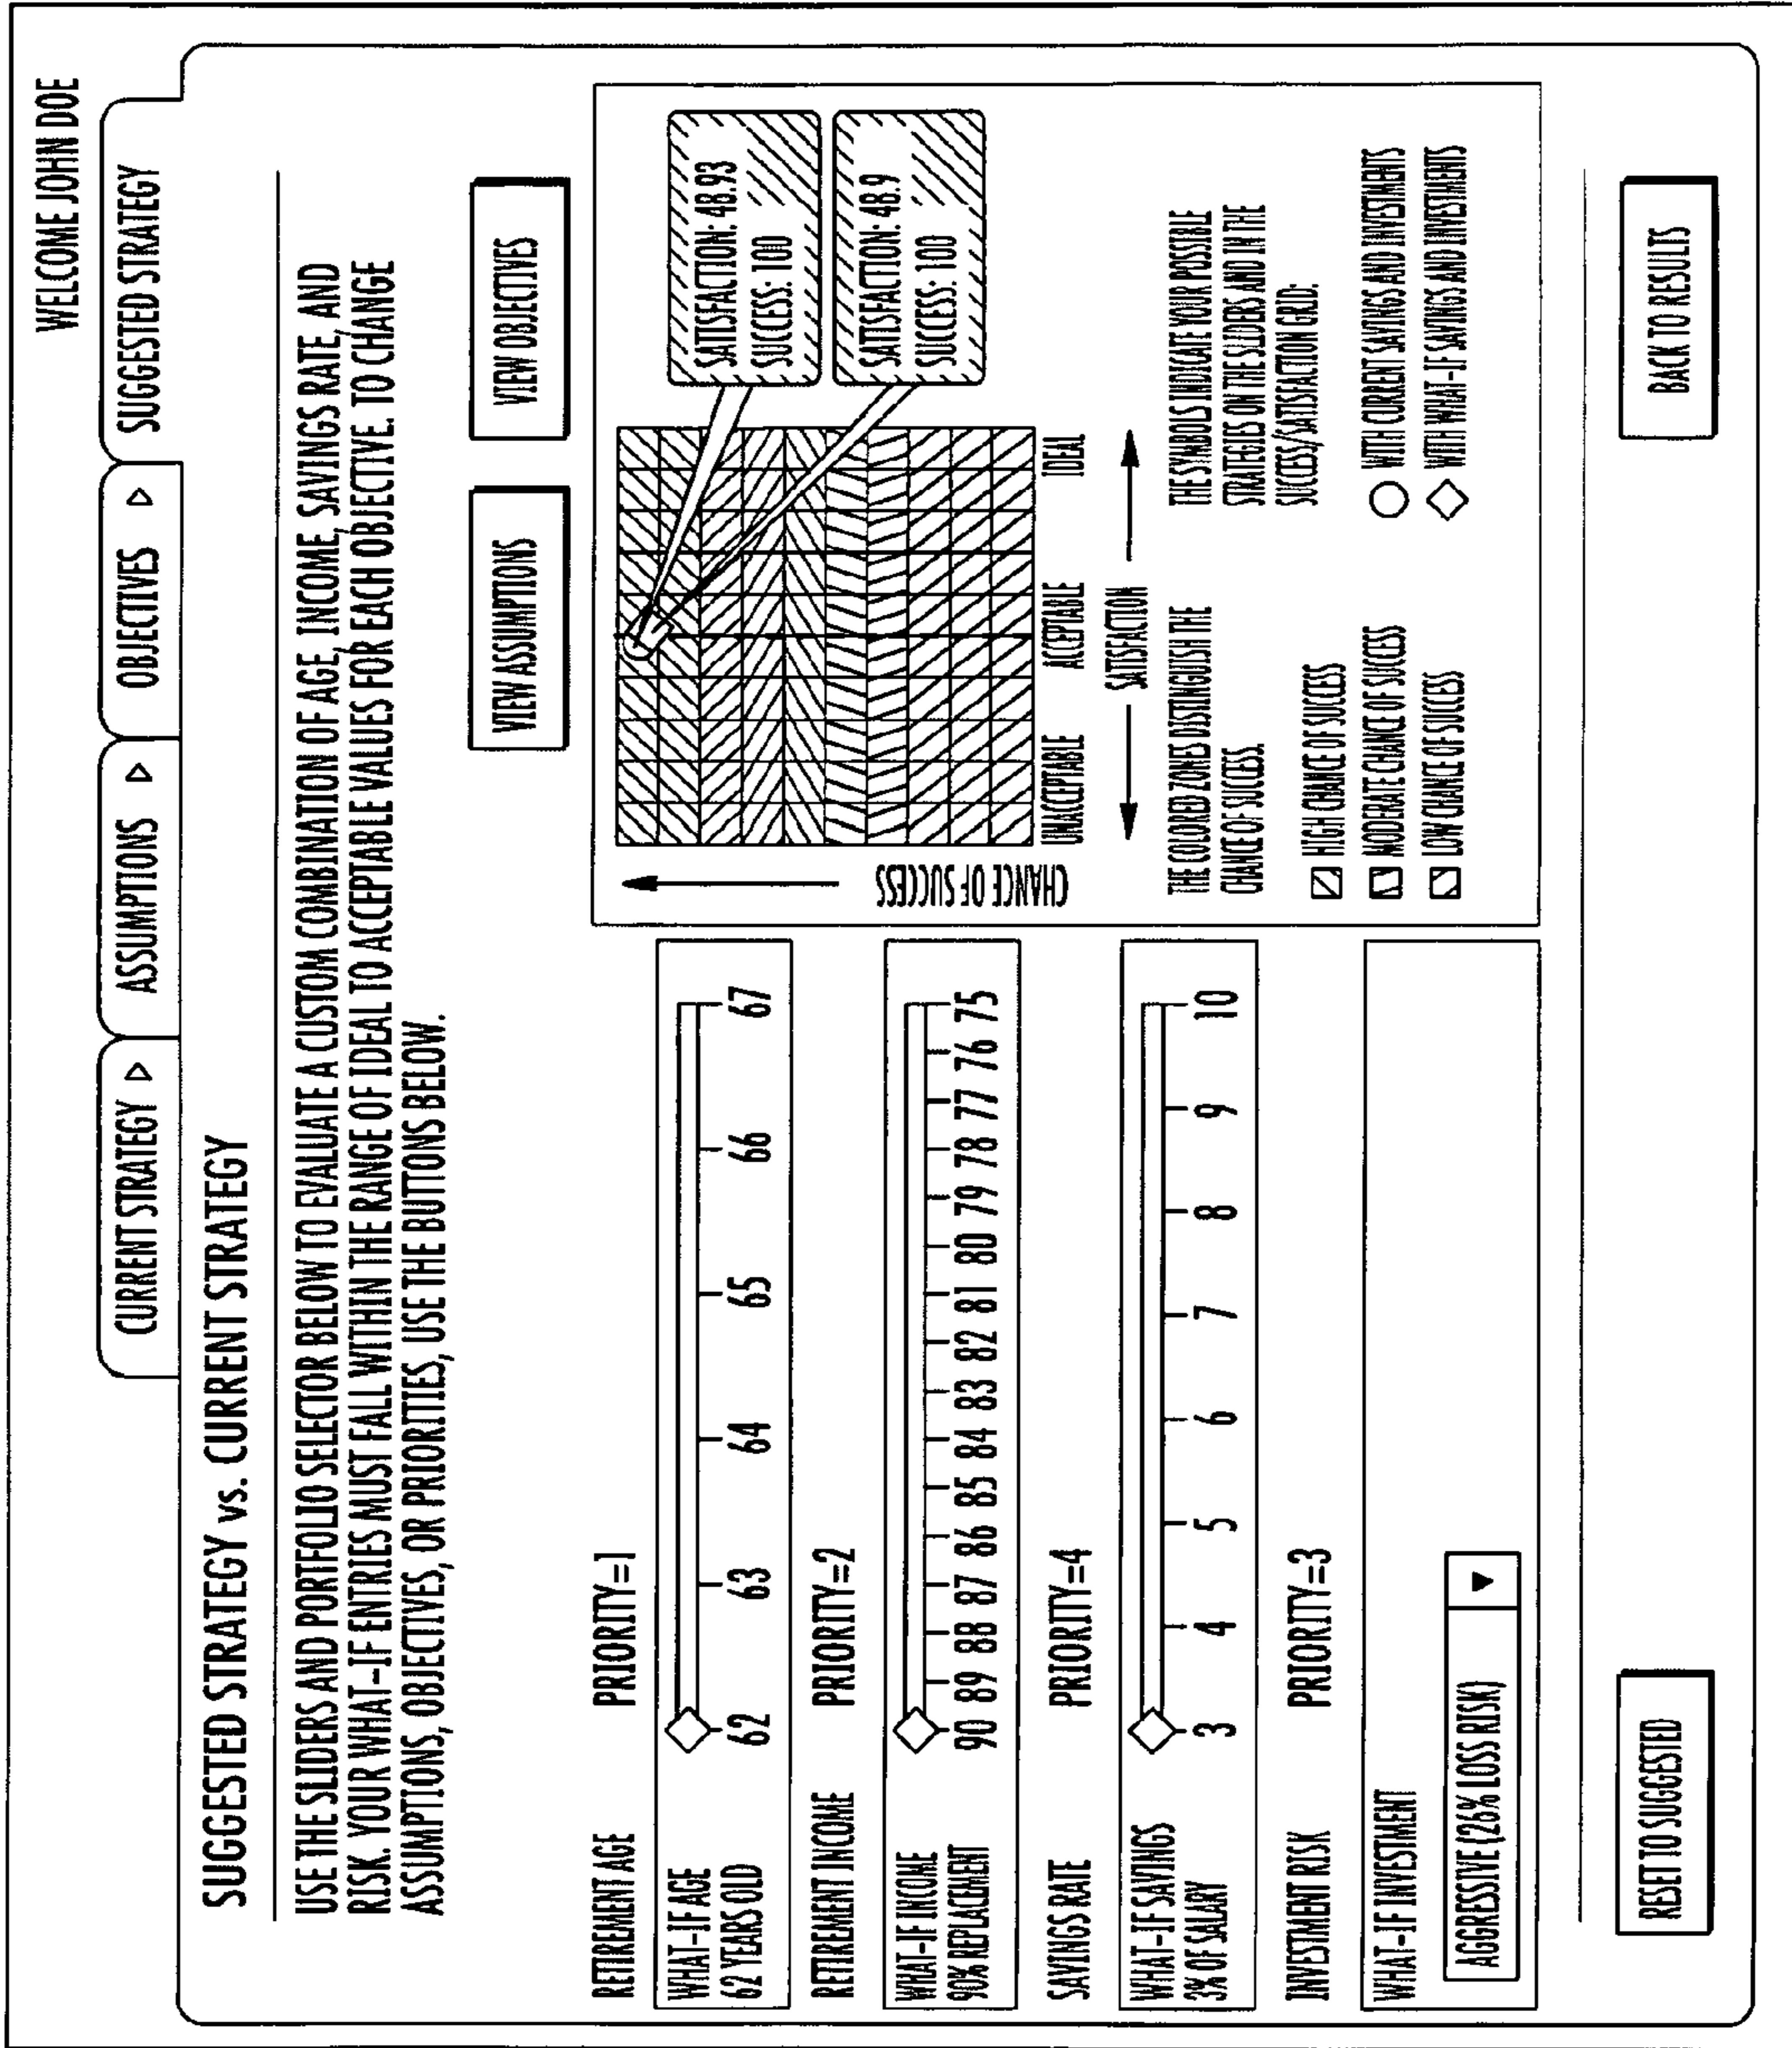 WELCOME JOHN DOE
CURRENT STRATEGY ▷ ASSUMPTIONS ▷ OBJECTIVES ▷ SUGGESTED STRATEGY
SUGGESTED STRATEGY vs. CURRENT STRATEGY
USE THE SLIDERS AND PORTFOLIO SELECTOR BELOW TO EVALUATE A CUSTOM COMBINATION OF AGE, INCOME, SAVINGS RATE, AND
RISK. YOUR WHAT-IF ENTRIES MUST FALL WITHIN THE RANGE OF IDEAL TO ACCEPTABLE VALUES FOR EACH OBJECTIVE. TO CHANGE
ASSUMPTIONS, OBJECTIVES, OR PRIORITIES, USE THE BUTTONS BELOW.
VIEW ASSUMPTIONS VIEW OBJECTIVES
RETIREMENT AGE PRIORITY=1
WHAT-IF AGE
62 YEARS OLD
62 63 64 65 66 67
RETIREMENT INCOME PRIORITY=2
WHAT-IF INCOME
90% REPLACEMENT
90 89 88 87 86 85 84 83 82 81 80 79 78 77 76 75
SAVINGS RATE PRIORITY=4
WHAT-IF SAVINGS
3% OF SALARY
3 4 5 6 7 8 9 10
INVESTMENT RISK PRIORITY=3
WHAT-IF INVESTMENT
AGGRESSIVE (26% LOSS RISK)
CHANCE OF SUCCESS
SATISFACTION: 48.93
SUCCESS: 100
SATISFACTION: 48.9
SUCCESS: 100
UNACCEPTABLE ACCEPTABLE IDEAL
SATISFACTION
THE COLORED ZONES DISTINGUISH THE
CHANCE OF SUCCESS.
HIGH CHANCE OF SUCCESS
MODERATE CHANCE OF SUCCESS
LOW CHANCE OF SUCCESS
THE SYMBOLS INDICATE YOUR POSSIBLE
STRATEGIES ON THE SLIDERS AND IN THE
SUCCESS/SATISFACTION GRID:
WITH CURRENT SAVINGS AND INVESTMENTS
WITH WHAT-IF SAVINGS AND INVESTMENTS
RESET TO SUGGESTED BACK TO RESULTS